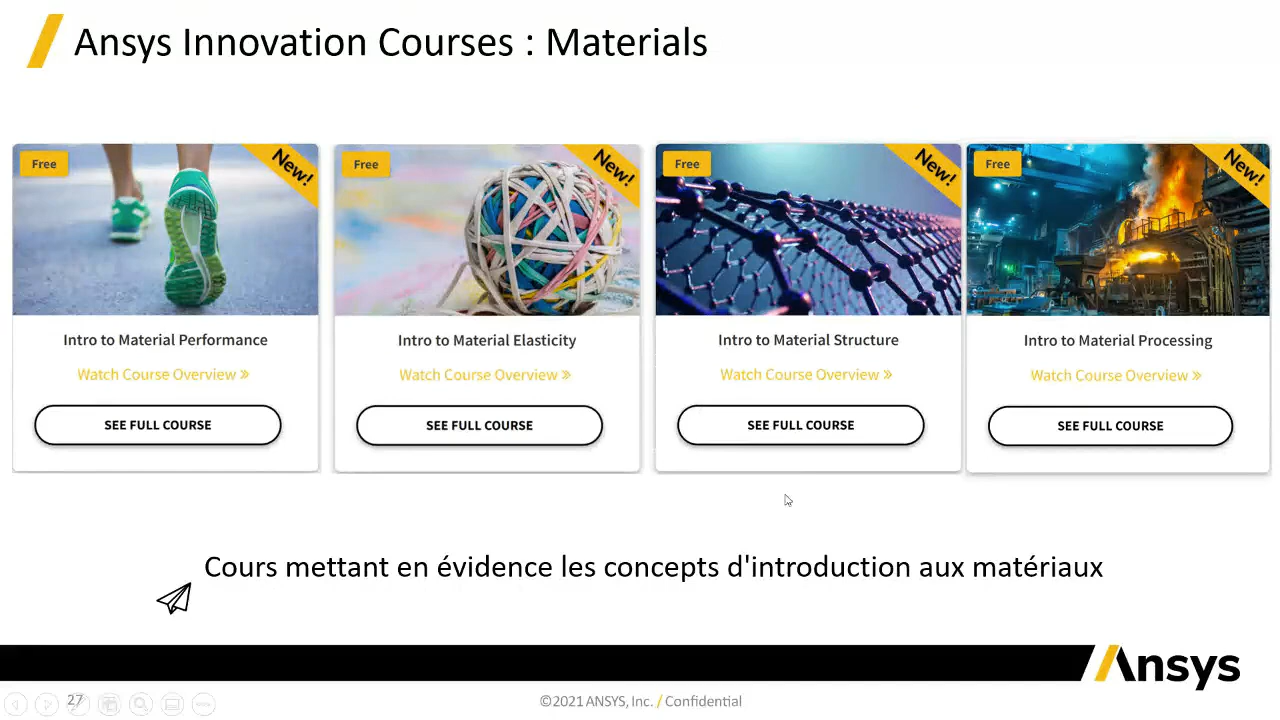 Ansys Innovation Courses : Materials
Free
New!
Free
New!
Free
New!
Free
New!
Intro to Material Performance
Intro to Material Elasticity
Intro to Material Structure
Intro to Material Processing
Watch Course Overview »
Watch Course Overview »
Watch Course Overview »
Watch Course Overview »
SEE FULL COURSE
SEE FULL COURSE
SEE FULL COURSE
SEE FULL COURSE
Cours mettant en évidence les concepts d'introduction aux matériaux
Ansys
27
©2021 ANSYS, Inc. / Confidential